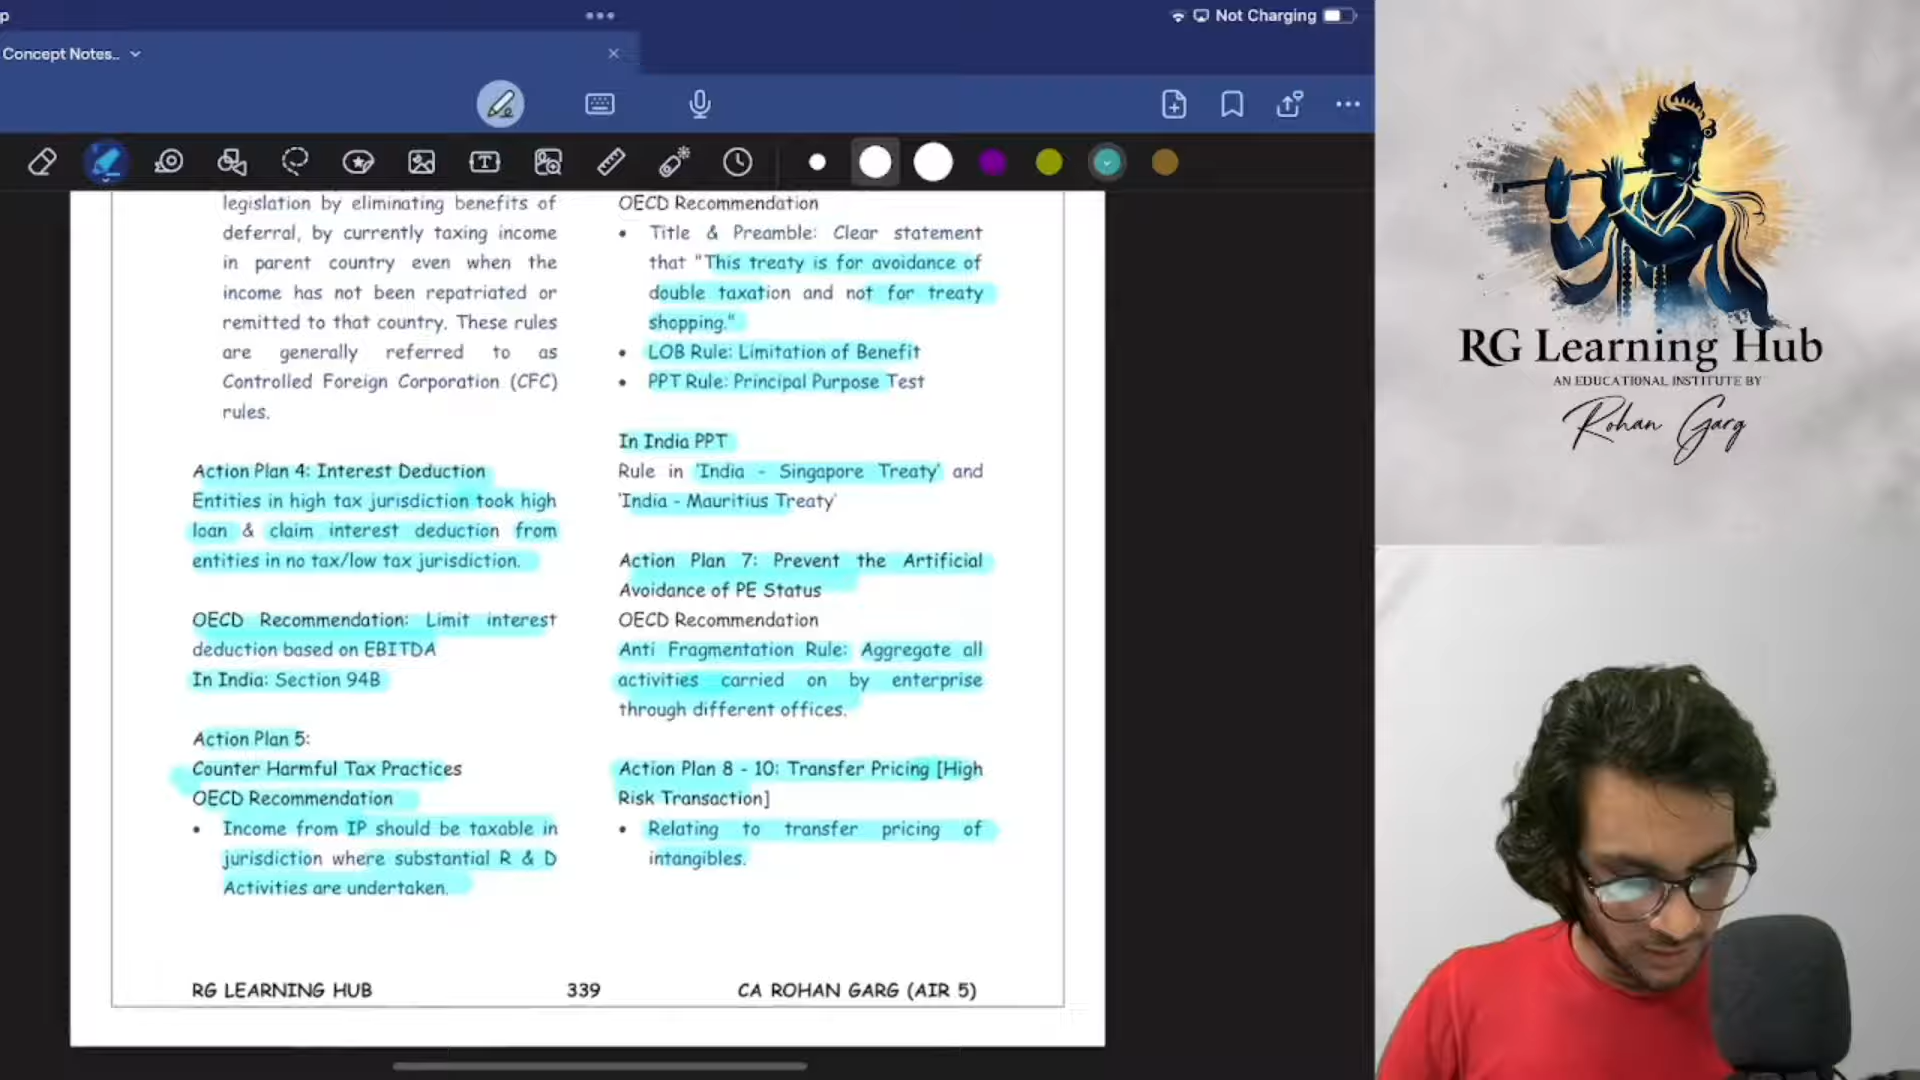 p
Not Charging
Concept Notes..
legislation by eliminating benefits of
deferral, by currently taxing income
in parent country even when the
income has not been repatriated or
remitted to that country. These rules
are generally referred to as
Controlled Foreign Corporation (CFC)
rules.
Action Plan 4: Interest Deduction
Entities in high tax jurisdiction took high
loan & claim interest deduction from
entities in no tax/low tax jurisdiction.
OECD Recommendation: Limit interest
deduction based on EBITDA
In India: Section 94B
Action Plan 5:
Counter Harmful Tax Practices
OECD Recommendation
• Income from IP should be taxable in
jurisdiction where substantial R & D
Activities are undertaken.
OECD Recommendation
• Title & Preamble: Clear statement
that "This treaty is for avoidance of
double taxation and not for treaty
shopping."
• LOB Rule: Limitation of Benefit
• PPT Rule: Principal Purpose Test
In India PPT
Rule in 'India - Singapore Treaty' and
'India - Mauritius Treaty'
Action Plan 7: Prevent the Artificial
Avoidance of PE Status
OECD Recommendation
Anti Fragmentation Rule: Aggregate all
activities carried on by enterprise
through different offices.
Action Plan 8 - 10: Transfer Pricing [High
Risk Transaction]
• Relating to transfer pricing of
intangibles.
RG LEARNING HUB 339 CA ROHAN GARG (AIR 5)
RG Learning Hub
AN EDUCATIONAL INSTITUTE BY
Rohan Garg